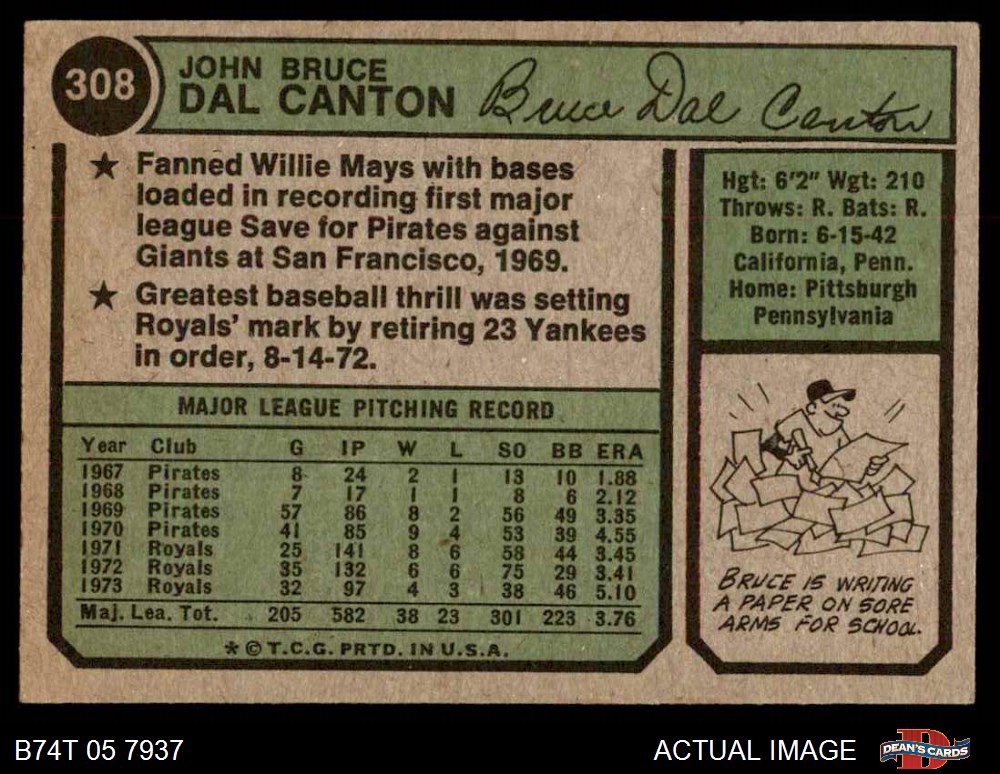 308
JOHN BRUCE
DAL CANTON
Bruce Dal Canton
★ Fanned Willie Mays with bases
loaded in recording first major
league Save for Pirates against
Giants at San Francisco, 1969.
★ Greatest baseball thrill was setting
Royals' mark by retiring 23 Yankees
in order, 8-14-72.
Hgt: 6'2" Wgt: 210
Throws: R. Bats: R.
Born: 6-15-42
California, Penn.
Home: Pittsburgh
Pennsylvania
MAJOR LEAGUE PITCHING RECORD
Year Club G IP W L SO BB ERA
1967 Pirates 8 24 2 1 13 10 1.88
1968 Pirates 7 17 1 1 8 6 2.12
1969 Pirates 57 86 8 2 56 49 3.35
1970 Pirates 41 85 9 4 53 39 4.55
1971 Royals 25 141 8 6 58 44 3.45
1972 Royals 35 132 6 6 75 29 3.41
1973 Royals 32 97 4 3 38 46 5.10
Maj. Lea. Tot. 205 582 38 23 301 223 3.76
* © T.C.G. PRTD. IN U.S.A.
BRUCE IS WRITING
A PAPER ON SORE
ARMS FOR SCHOOL.
B74T 05 7937
ACTUAL IMAGE
DEAN'S CARDS